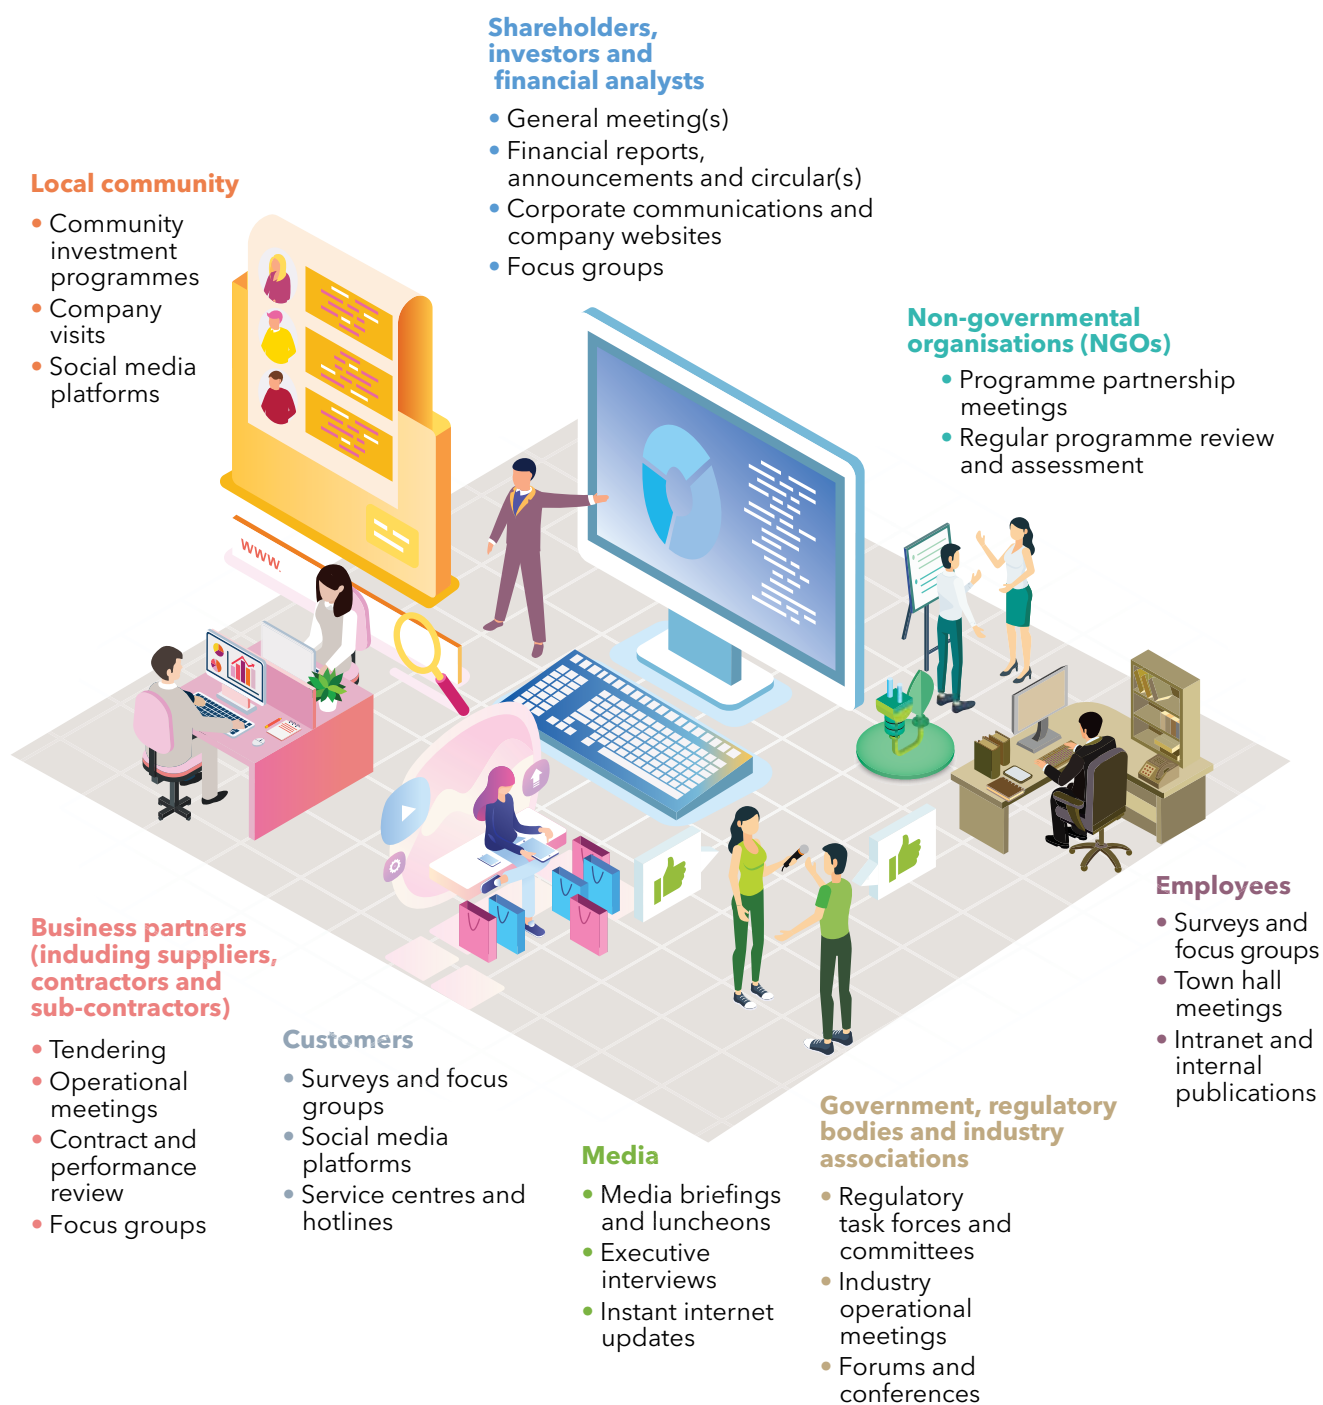 Shareholders,
investors and
financial analysts
• General meeting(s)
• Financial reports,
announcements and circular(s)
• Corporate communications and
company websites
• Focus groups
Local community
• Community
investment
programmes
• Company
visits
• Social media
platforms
Non-governmental
organisations (NGOs)
• Programme partnership
meetings
• Regular programme review
and assessment
www.
Employees
• Surveys and
focus groups
• Town hall
meetings
• Intranet and
internal
publications
Business partners
(including suppliers,
contractors and
sub-contractors)
• Tendering
• Operational
meetings
• Contract and
performance
review
• Focus groups
Customers
• Surveys and focus
groups
• Social media
platforms
• Service centres and
hotlines
Media
• Media briefings
and luncheons
• Executive
interviews
• Instant internet
updates
Government, regulatory
bodies and industry
associations
• Regulatory
task forces and
committees
• Industry
operational
meetings
• Forums and
conferences